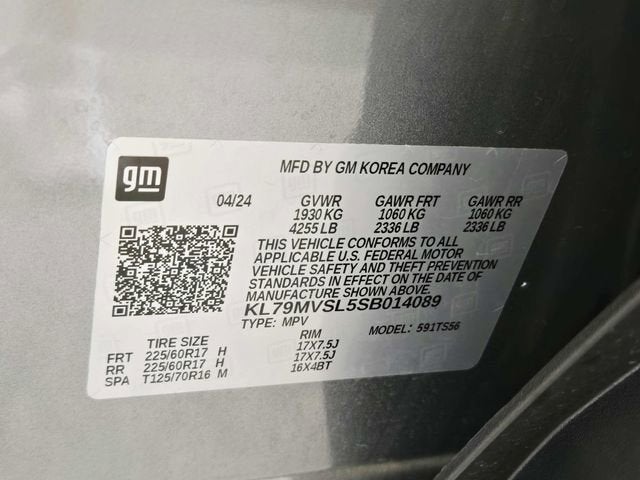 gm
MFD BY GM KOREA COMPANY
04/24 GVWR GAWR FRT GAWR RR
1930 KG 1060 KG 1060 KG
4255 LB 2336 LB 2336 LB
THIS VEHICLE CONFORMS TO ALL
APPLICABLE U.S. FEDERAL MOTOR
VEHICLE SAFETY AND THEFT PREVENTION
STANDARDS IN EFFECT ON THE DATE OF
MANUFACTURE SHOWN ABOVE.
KL79MVSL5SB014089
TYPE: MPV MODEL: 591TS56
TIRE SIZE RIM
FRT 225/60R17 H 17X7.5J
RR 225/60R17 H 17X7.5J
SPA T125/70R16 M 16X4BT